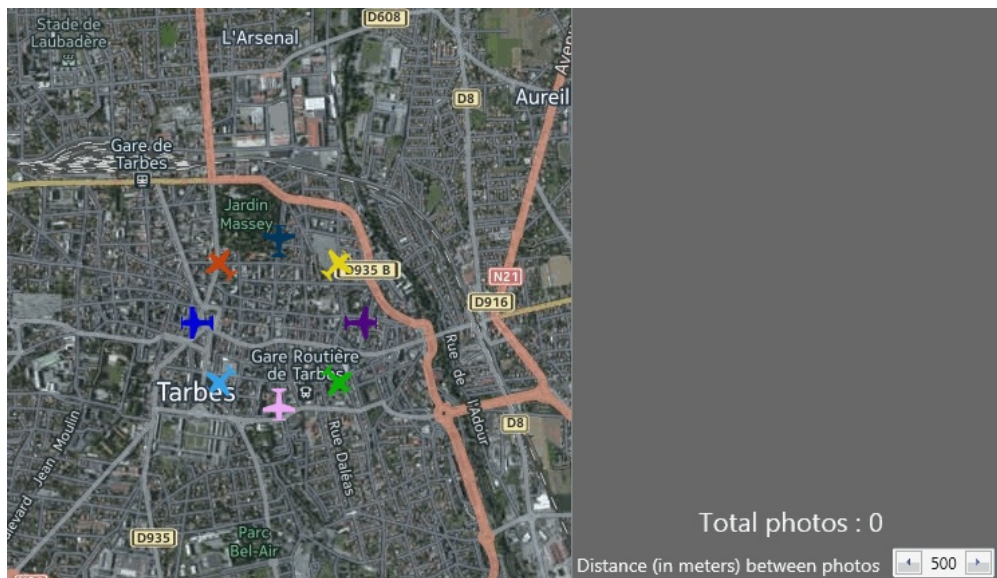 D608
Stade de
Laubadère
L'Arsenal
D8
Aureil
Gare de
Tarbes
Jardin
Massey
D935 B
N21
D916
Gare Routière
de Tarbes
Tarbes
Rue de
l'Adour
D8
Rue Daléas
Jean Moulin
D935
Parc
Bel-Air
Total photos : 0
Distance (in meters) between photos 500